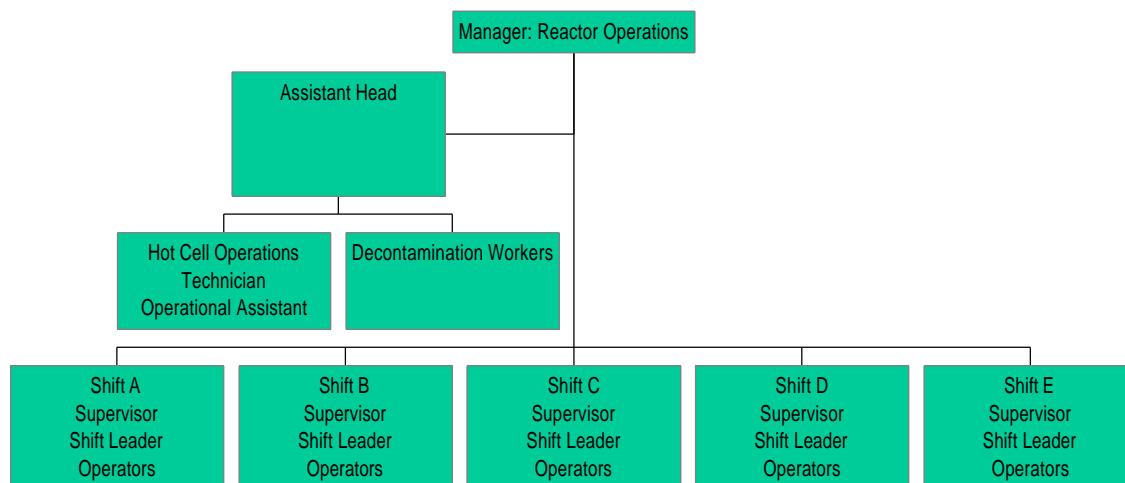 Manager: Reactor Operations
Assistant Head
Hot Cell Operations
Technician
Operational Assistant
Decontamination Workers
Shift A
Supervisor
Shift Leader
Operators
Shift B
Supervisor
Shift Leader
Operators
Shift C
Supervisor
Shift Leader
Operators
Shift D
Supervisor
Shift Leader
Operators
Shift E
Supervisor
Shift Leader
Operators